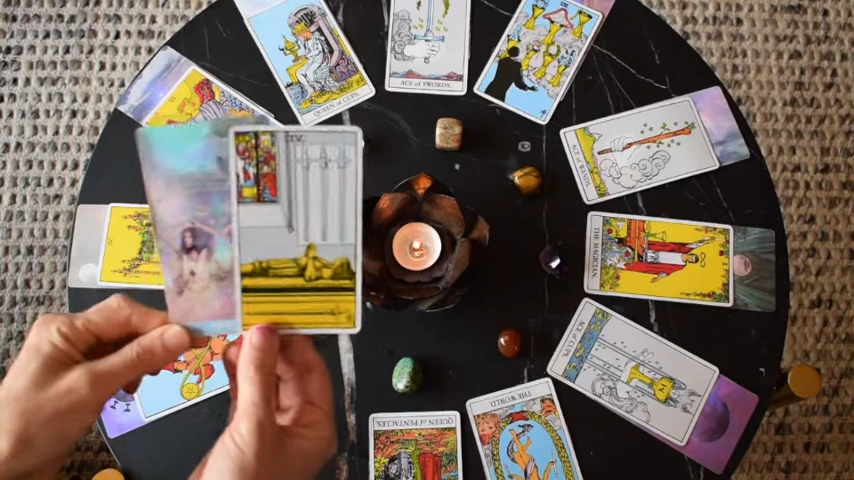 QUEEN of CUPS.
ACE of SWORDS.
VII
IV
ACE of WANDS.
THE MAGICIAN.
ACE of CUPS.
THE WORLD.
QUEEN of PENTACLES.